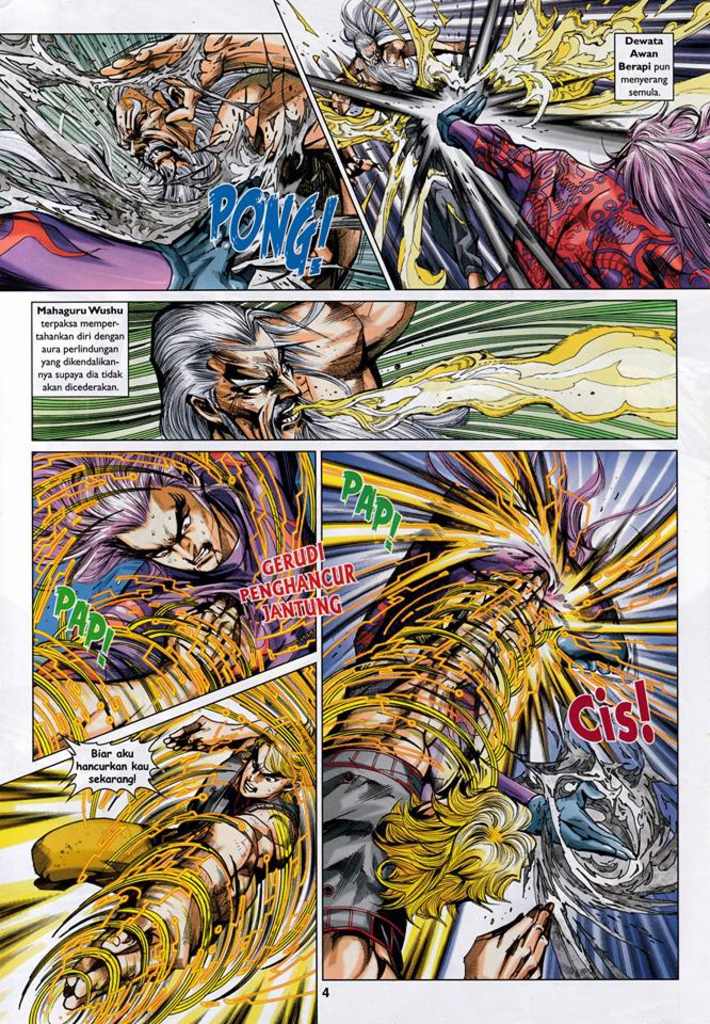 PONG!
Dewata
Awan
Berapi pun
menyerang
semula.
Mahaguru Wushu
terpaksa memper-
tahankan diri dengan
aura perlindungan
yang dikendalikan-
nya supaya dia tidak
akan dicederakan.
PAP!
GERUDI
PENGHANCUR
JANTUNG
PAP!
Cis!
Biar aku
hancurkan kau
sekarang!
4